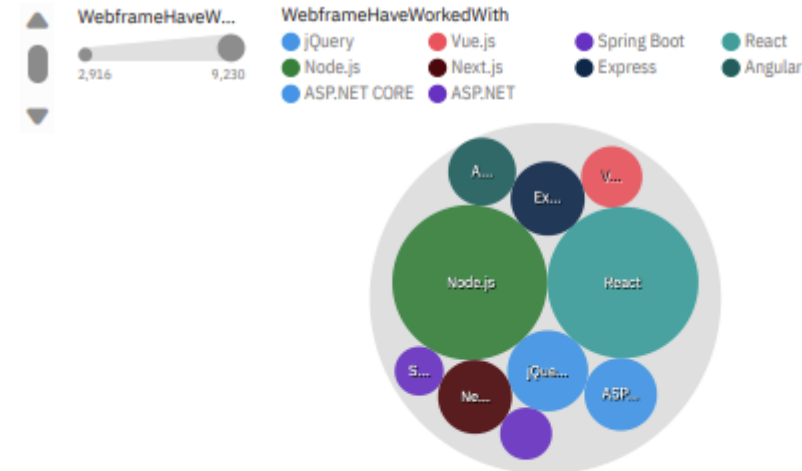 WebframeHaveW...
2,916 9,230
WebframeHaveWorkedWith
jQuery Vue.js Spring Boot React
Node.js Next.js Express Angular
ASP.NET CORE ASP.NET
A...
V...
Ex...
Node.js
React
S...
jQue...
Ne...
ASP...